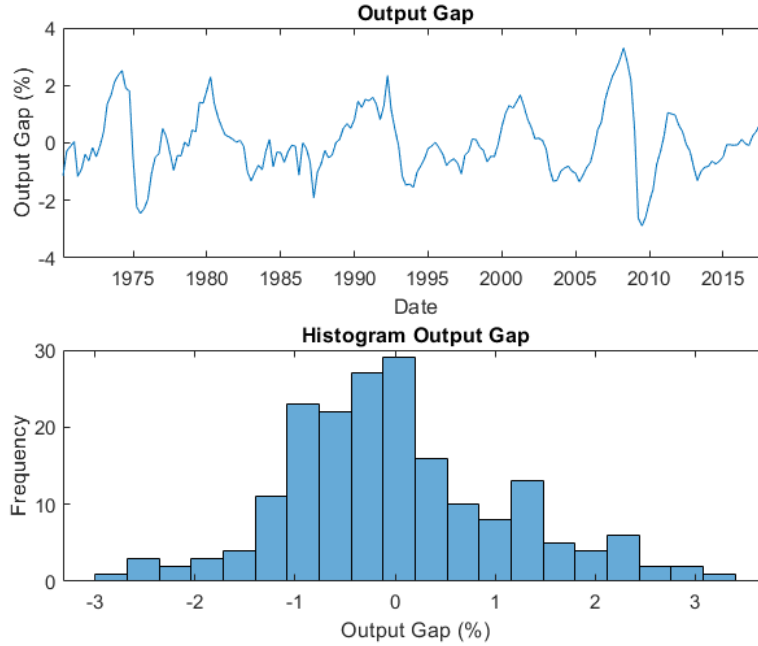 Output Gap
4
2
0
-2
-4
Output Gap (%)
1975 1980 1985 1990 1995 2000 2005 2010 2015
Date
Histogram Output Gap
30
20
10
0
Frequency
-3 -2 -1 0 1 2 3
Output Gap (%)